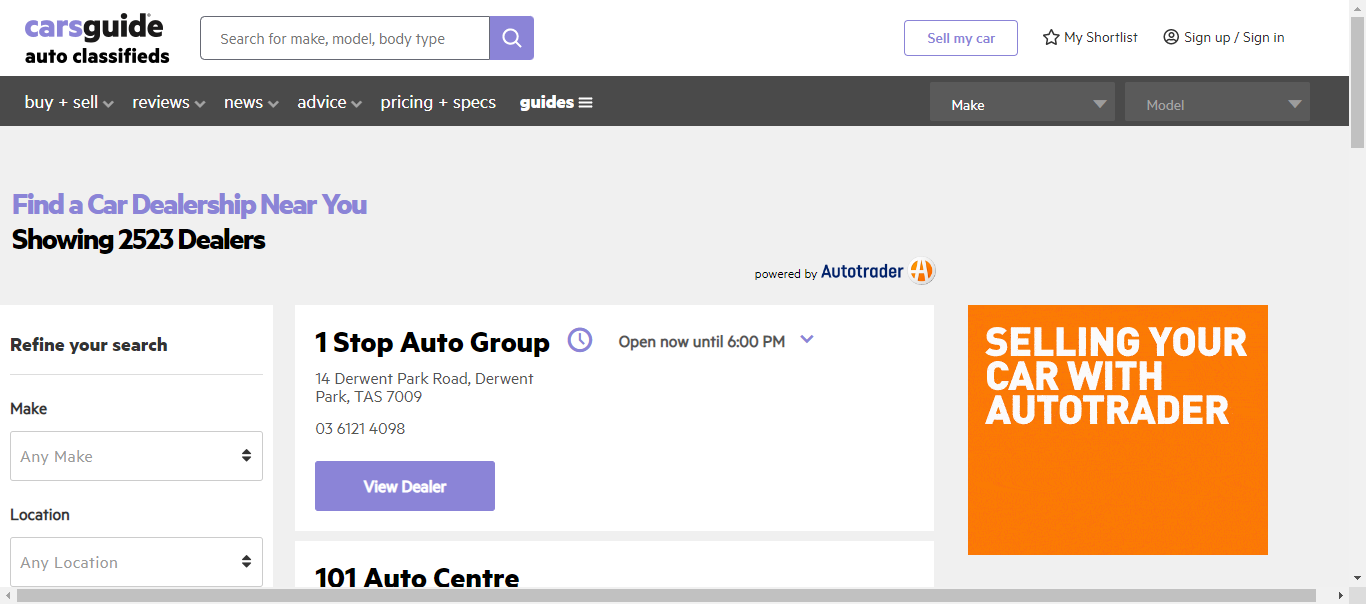 carsguide
auto classifieds
Search for make, model, body type
Sell my car
My Shortlist
Sign up / Sign in
buy + sell
reviews
news
advice
pricing + specs
guides
Make
Model
Find a Car Dealership Near You
Showing 2523 Dealers
powered by Autotrader
Refine your search
Make
Any Make
Location
Any Location
1 Stop Auto Group
Open now until 6:00 PM
14 Derwent Park Road, Derwent
Park, TAS 7009
03 6121 4098
View Dealer
101 Auto Centre
SELLING YOUR
CAR WITH
AUTOTRADER